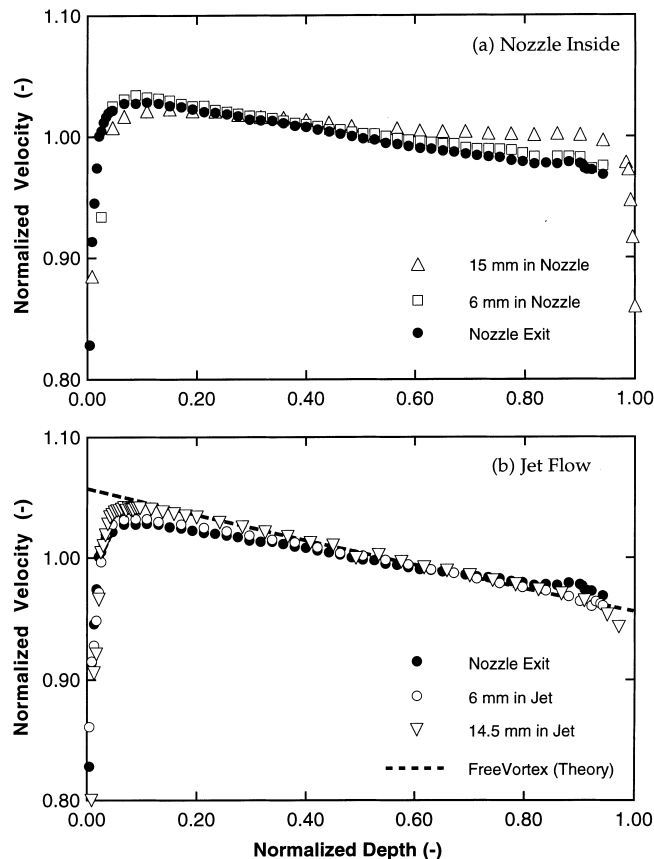 1.10
(a) Nozzle Inside
1.00
Normalized Velocity (-)
0.90
15 mm in Nozzle
6 mm in Nozzle
Nozzle Exit
0.80
0.00 0.20 0.40 0.60 0.80 1.00
1.10
(b) Jet Flow
1.00
Normalized Velocity (-)
0.90
Nozzle Exit
6 mm in Jet
14.5 mm in Jet
FreeVortex (Theory)
0.80
0.00 0.20 0.40 0.60 0.80 1.00
Normalized Depth (-)